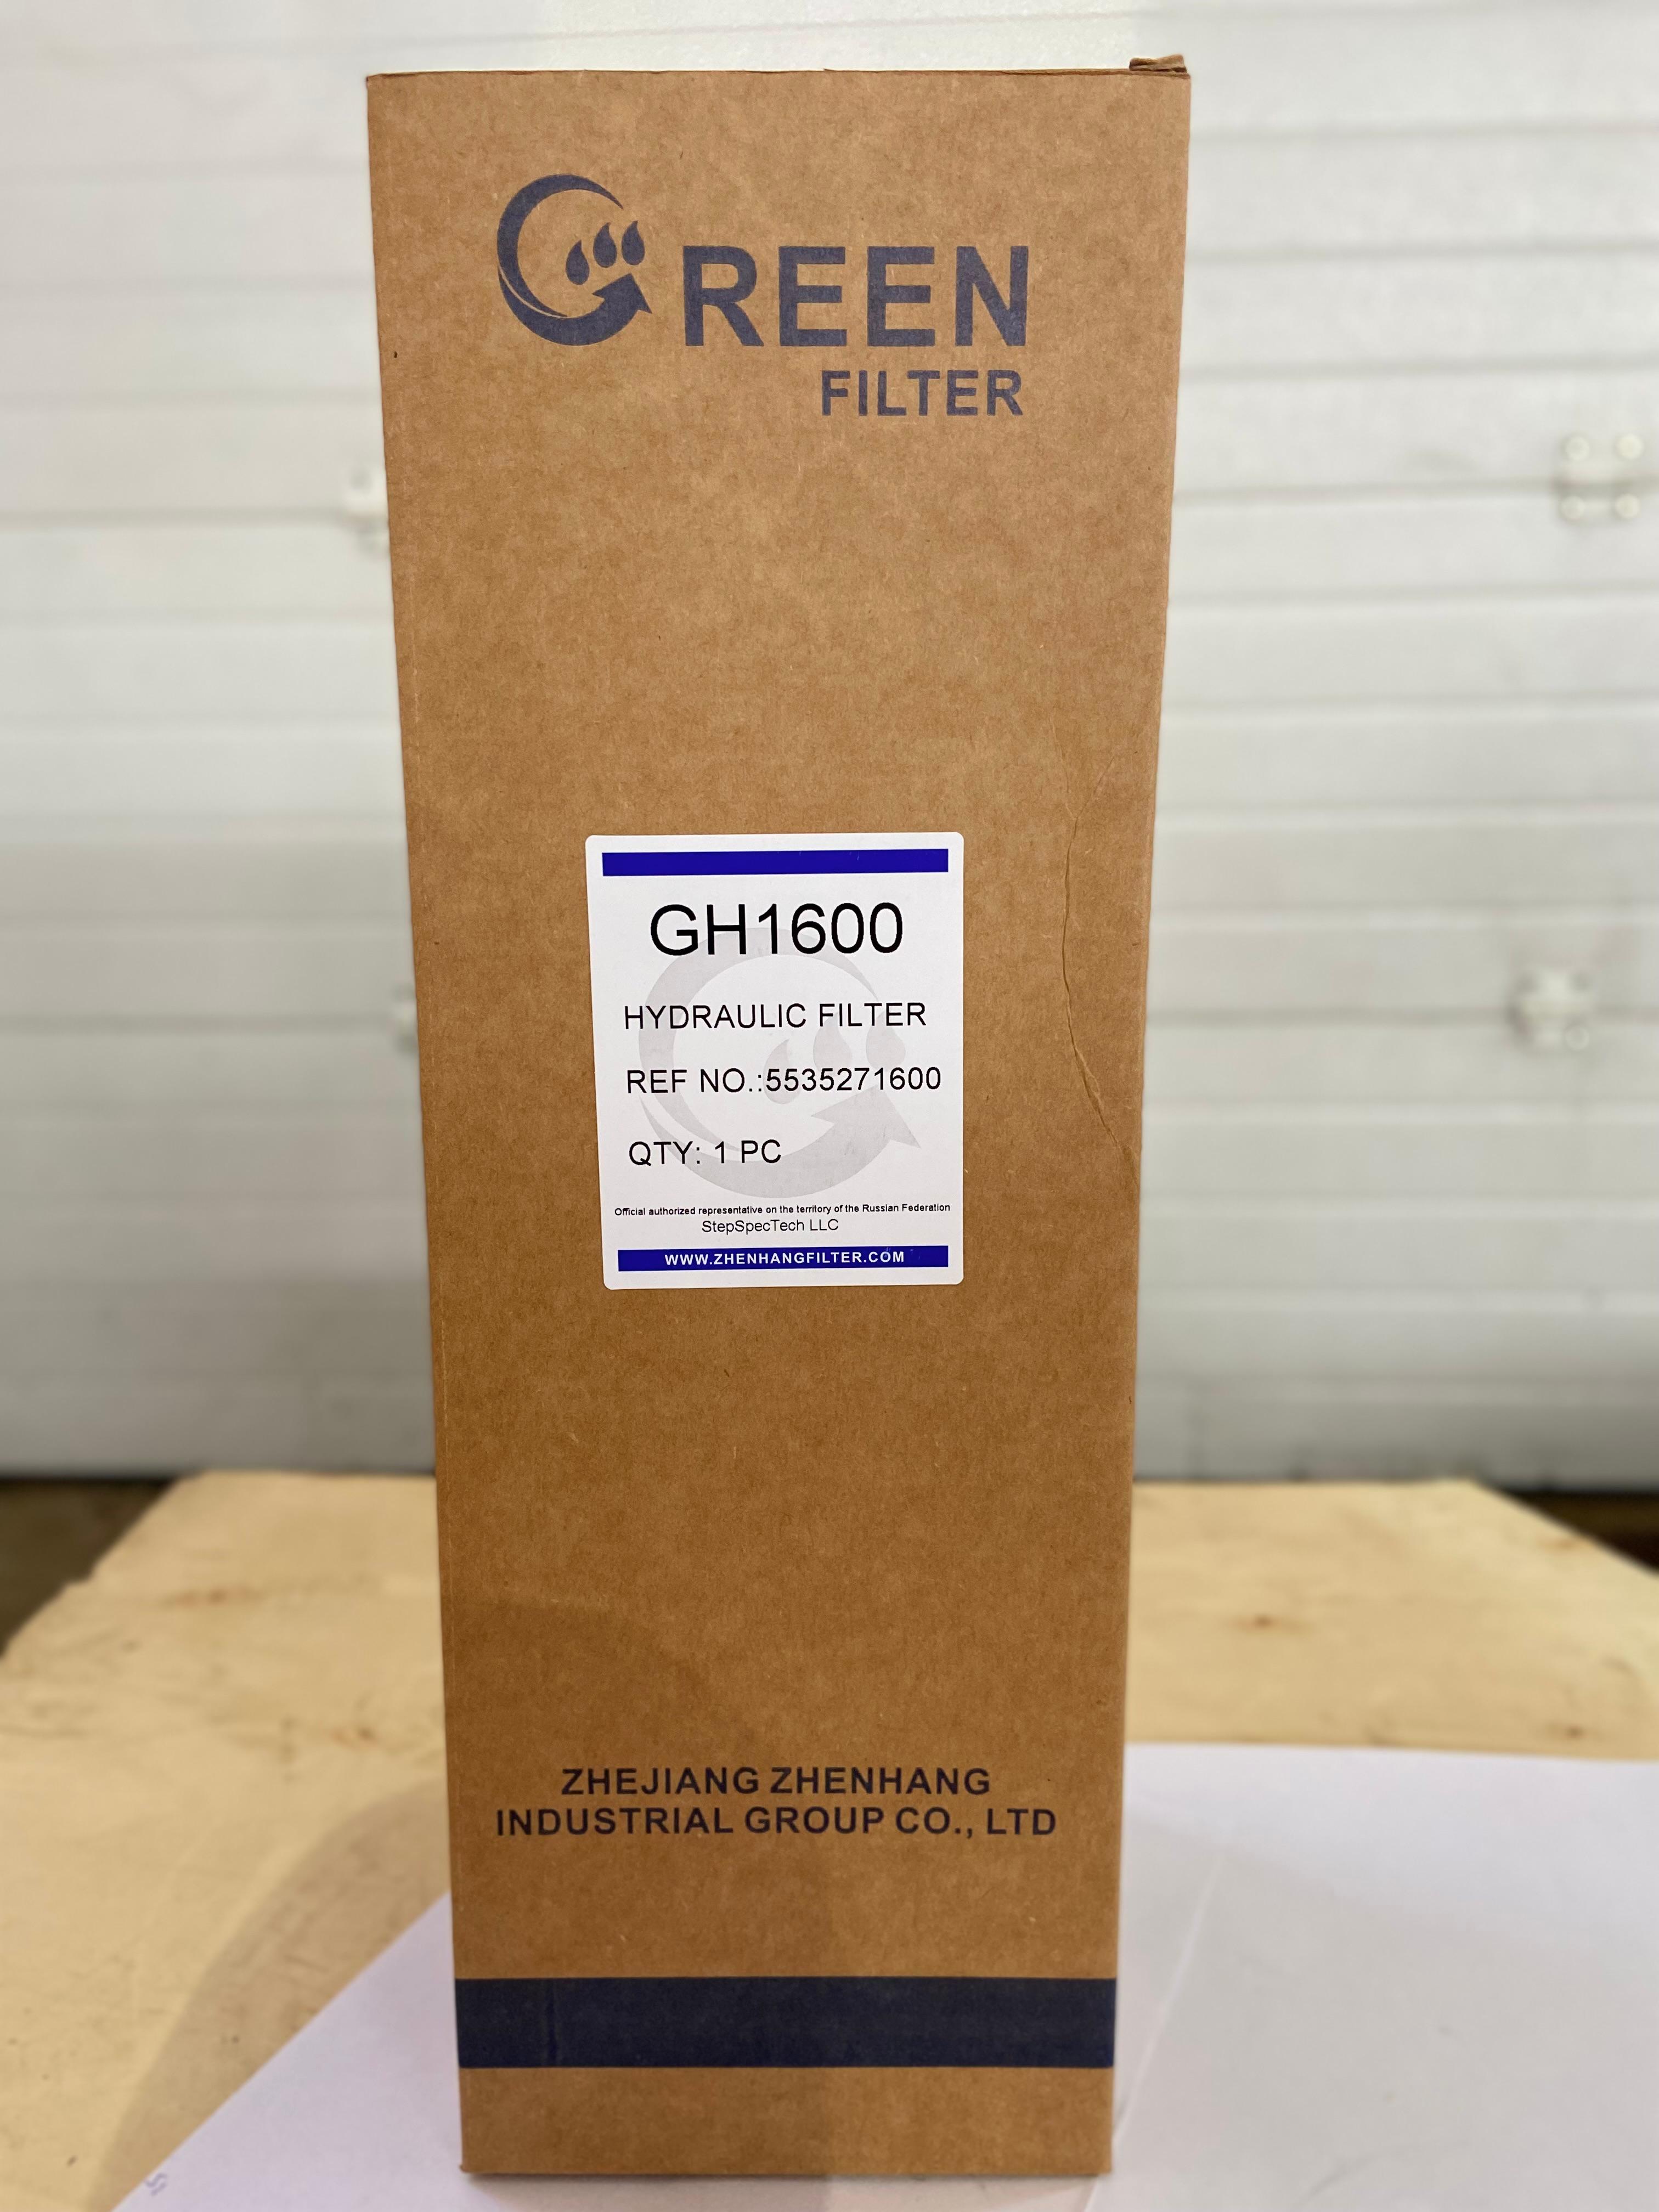 GREEN
FILTER
GH1600
HYDRAULIC FILTER
REF NO.:5535271600
QTY: 1 PC
Official authorized representative on the territory of the Russian Federation
StepSpecTech LLC
WWW.ZHENHANGFILTER.COM
ZHEJIANG ZHENHANG
INDUSTRIAL GROUP CO., LTD